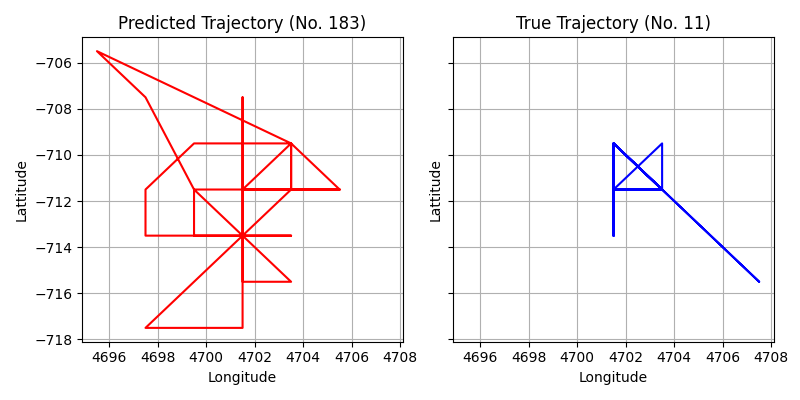 Predicted Trajectory (No. 183)
Lattitude
−706
−708
−710
−712
−714
−716
−718
4696 4698 4700 4702 4704 4706 4708
Longitude
True Trajectory (No. 11)
Lattitude
4696 4698 4700 4702 4704 4706 4708
Longitude